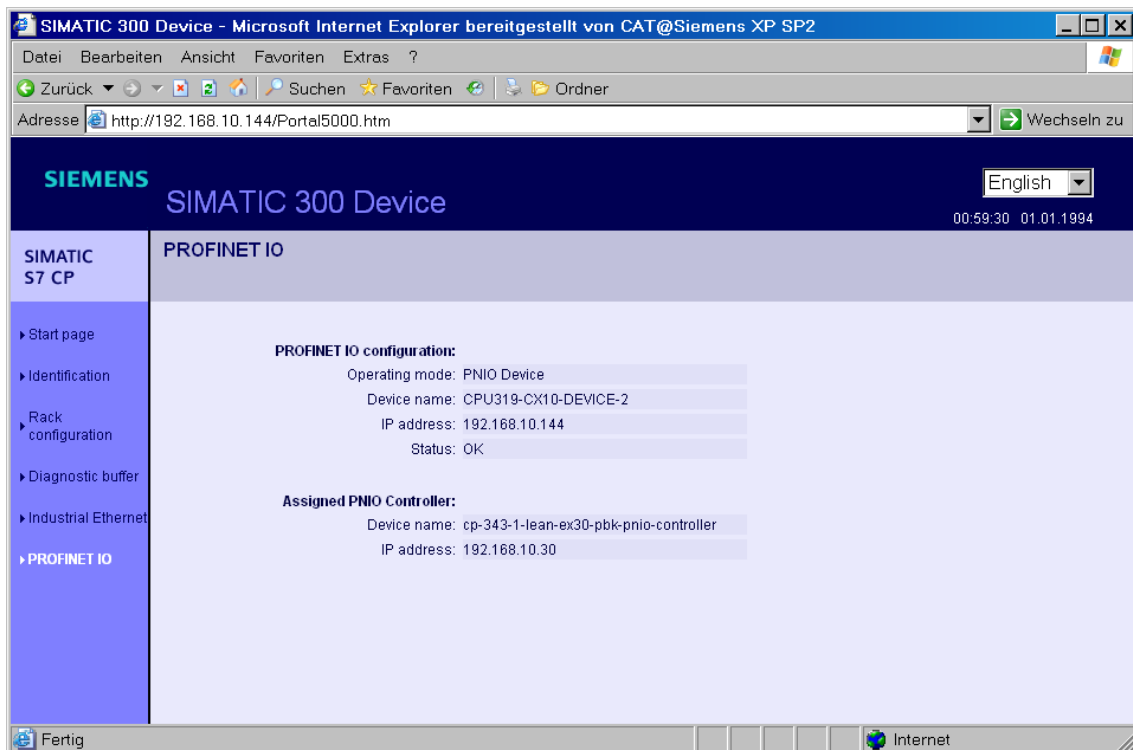 SIMATIC 300 Device - Microsoft Internet Explorer bereitgestellt von CAT@Siemens XP SP2
Datei Bearbeiten Ansicht Favoriten Extras ?
Zurück Suchen Favoriten Ordner
Adresse http://192.168.10.144/Portal5000.htm Wechseln zu
SIEMENS
SIMATIC 300 Device
English
00:59:30 01.01.1994
SIMATIC
S7 CP
PROFINET IO
Start page
Identification
Rack
configuration
Diagnostic buffer
Industrial Ethernet
PROFINET IO
PROFINET IO configuration:
Operating mode: PNIO Device
Device name: CPU319-CX10-DEVICE-2
IP address: 192.168.10.144
Status: OK
Assigned PNIO Controller:
Device name: cp-343-1-lean-ex30-pbk-pnio-controller
IP address: 192.168.10.30
Fertig Internet